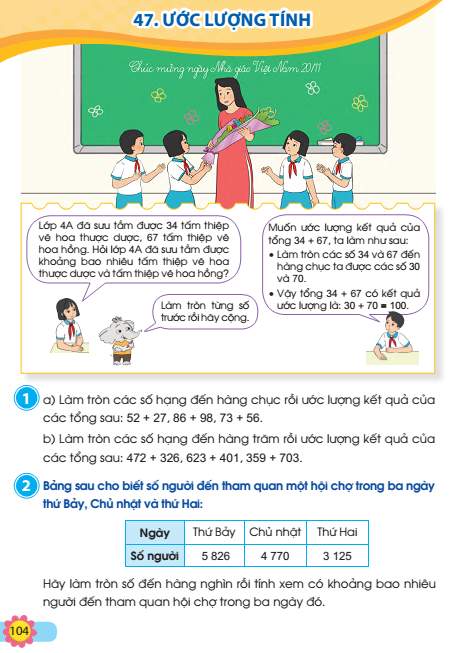 47. ƯỚC LƯỢNG TÍNH
Chúc mừng ngày Nhà giáo Việt Nam 20/11
Lớp 4A đã sưu tầm được 34 tấm thiệp
vẽ hoa thược dược, 67 tấm thiệp vẽ
hoa hồng. Hỏi lớp 4A đã sưu tầm được
khoảng bao nhiêu tấm thiệp vẽ hoa
thược dược và tấm thiệp vẽ hoa hồng?
Làm tròn từng số
trước rồi hãy cộng.
Muốn ước lượng kết quả của
tổng 34 + 67, ta làm như sau:
• Làm tròn các số 34 và 67 đến
hàng chục ta được các số 30
và 70.
• Vậy tổng 34 + 67 có kết quả
ước lượng là: 30 + 70 = 100.
1 a) Làm tròn các số hạng đến hàng chục rồi ước lượng kết quả của
các tổng sau: 52 + 27, 86 + 98, 73 + 56.
b) Làm tròn các số hạng đến hàng trăm rồi ước lượng kết quả của
các tổng sau: 472 + 326, 623 + 401, 359 + 703.
2 Bảng sau cho biết số người đến tham quan một hội chợ trong ba ngày
thứ Bảy, Chủ nhật và thứ Hai:
Ngày Thứ Bảy Chủ nhật Thứ Hai
Số người 5 826 4 770 3 125
Hãy làm tròn số đến hàng nghìn rồi tính xem có khoảng bao nhiêu
người đến tham quan hội chợ trong ba ngày đó.
104